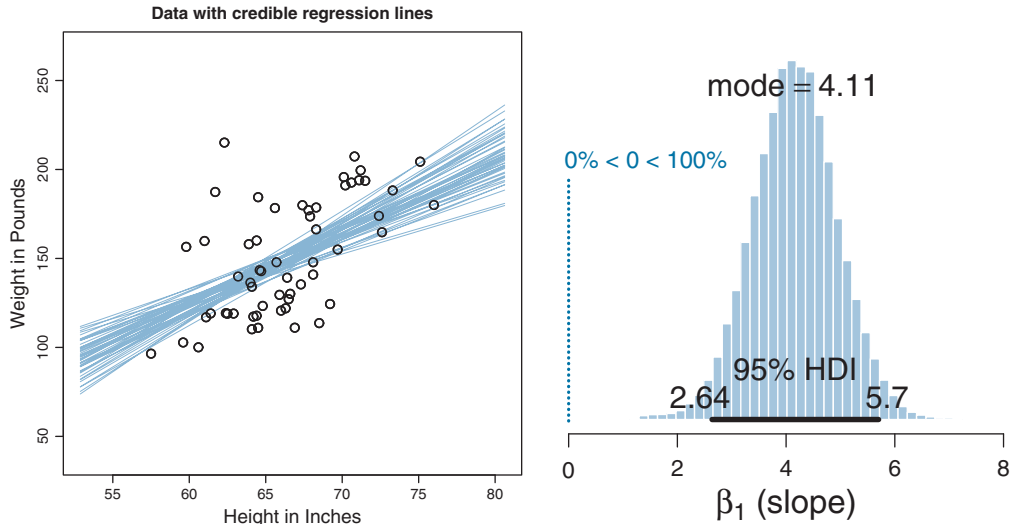 Data with credible regression lines
Weight in Pounds
250
200
150
100
50
55 60 65 70 75 80
Height in Inches
mode = 4.11
0% < 0 < 100%
95% HDI
2.64 5.7
0 2 4 6 8
β₁ (slope)